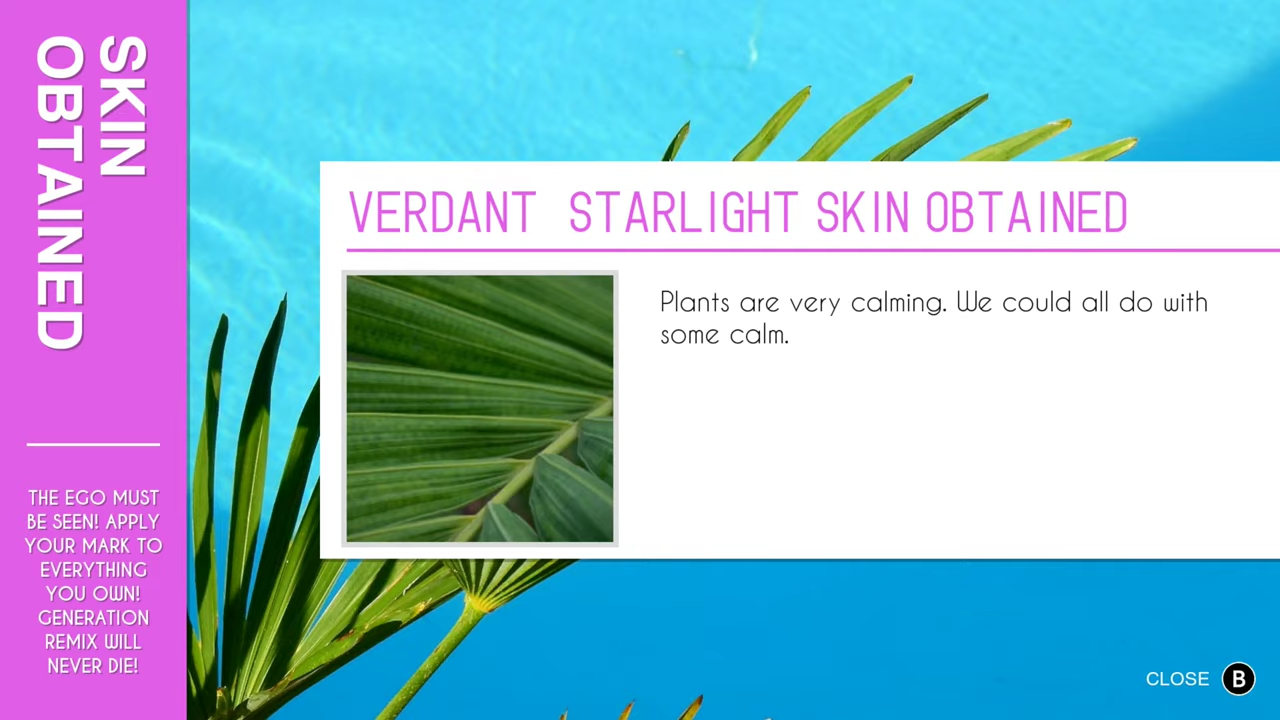 SKIN
OBTAINED
THE EGO MUST
BE SEEN! APPLY
YOUR MARK TO
EVERYTHING
YOU OWN!
GENERATION
REMIX WILL
NEVER DIE!
VERDANT  STARLIGHT SKIN OBTAINED
Plants are very calming. We could all do with
some calm.
CLOSE B